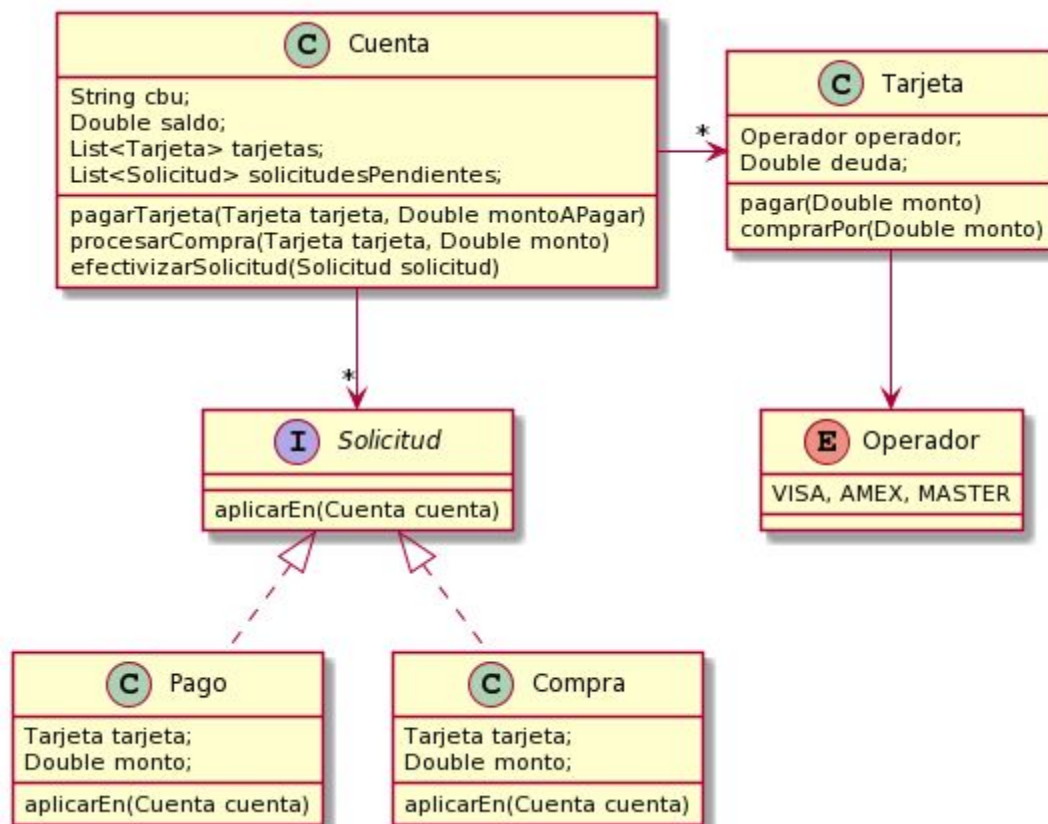 C Cuenta
String cbu;
Double saldo;
List<Tarjeta> tarjetas;
List<Solicitud> solicitudesPendientes;
pagarTarjeta(Tarjeta tarjeta, Double montoAPagar)
procesarCompra(Tarjeta tarjeta, Double monto)
efectivizarSolicitud(Solicitud solicitud)
*
C Tarjeta
Operador operador;
Double deuda;
pagar(Double monto)
comprarPor(Double monto)
*
I Solicitud
aplicarEn(Cuenta cuenta)
E Operador
VISA, AMEX, MASTER
C Pago
Tarjeta tarjeta;
Double monto;
aplicarEn(Cuenta cuenta)
C Compra
Tarjeta tarjeta;
Double monto;
aplicarEn(Cuenta cuenta)